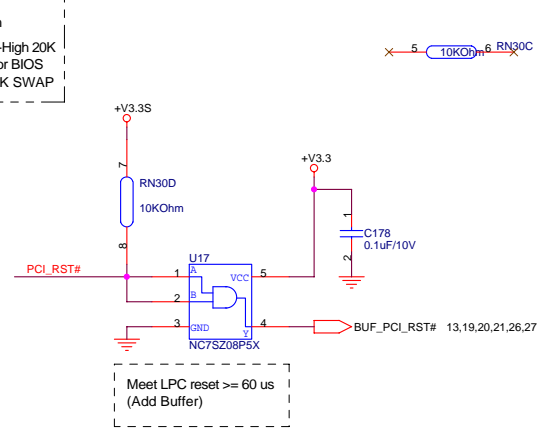 -High 20K
or BIOS
K SWAP
5 10KOhm 6 RN30C
+V3.3S
7
RN30D
10KOhm
8
+V3.3
1
C178
0.1uF/10V
2
U17
PCI_RST# 1 A VCC 5
2 B
3 GND Y 4 BUF_PCI_RST# 13,19,20,21,26,27
NC7SZ08P5X
Meet LPC reset >= 60 us
(Add Buffer)